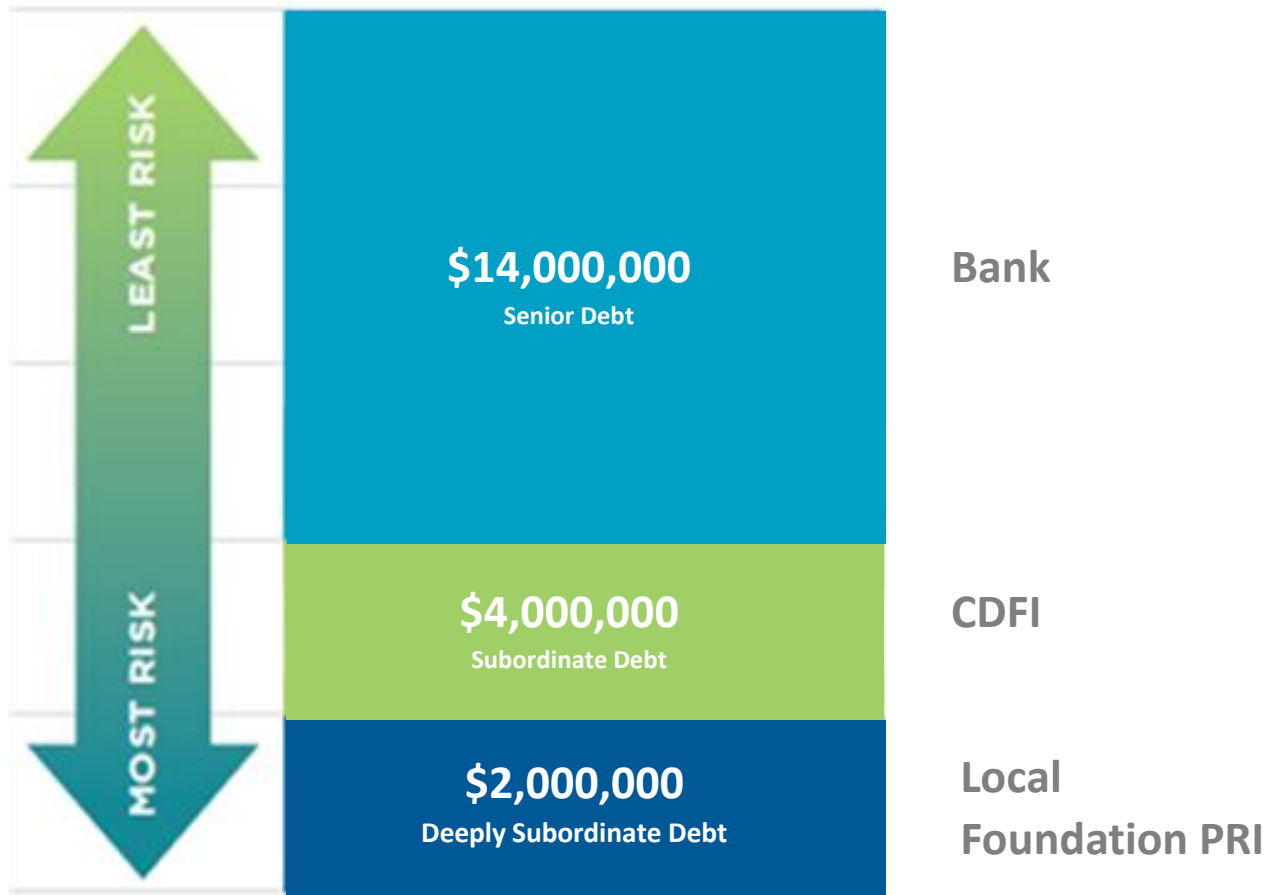 LEAST RISK
$14,000,000
Senior Debt
Bank
$4,000,000
Subordinate Debt
CDFI
MOST RISK
$2,000,000
Deeply Subordinate Debt
Local
Foundation PRI